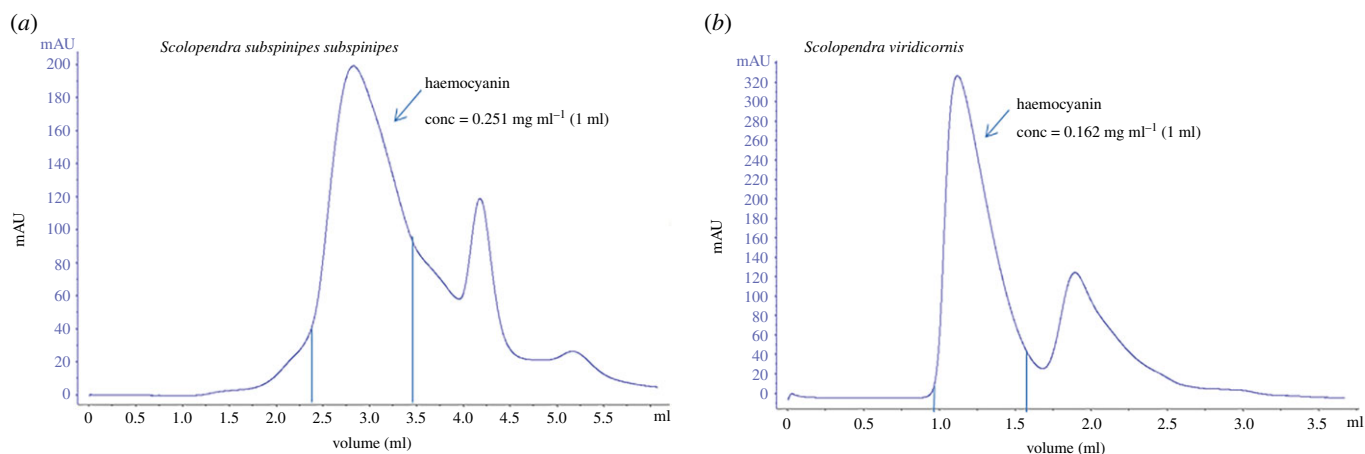 (a)
mAU
Scolopendra subspinipes subspinipes
200
haemocyanin
180
conc = 0.251 mg ml⁻¹ (1 ml)
160
140
120
mAU
100
80
60
40
20
0
0 0.5 1.0 1.5 2.0 2.5 3.0 3.5 4.0 4.5 5.0 5.5 ml
volume (ml)
(b)
Scolopendra viridicornis
mAU
320
300
haemocyanin
280
conc = 0.162 mg ml⁻¹ (1 ml)
260
240
220
200
180
mAU
160
140
120
100
80
60
40
20
0
0 0.5 1.0 1.5 2.0 2.5 3.0 3.5 ml
volume (ml)